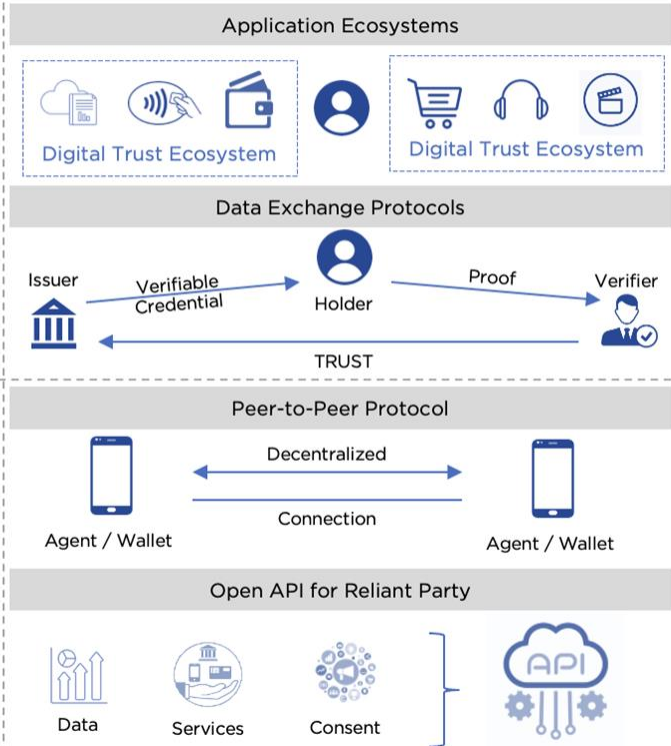 Application Ecosystems
Digital Trust Ecosystem
Digital Trust Ecosystem
Data Exchange Protocols
Issuer
Verifiable
Credential
Holder
Proof
Verifier
TRUST
Peer-to-Peer Protocol
Decentralized
Connection
Agent / Wallet
Agent / Wallet
Open API for Reliant Party
Data
Services
Consent
API